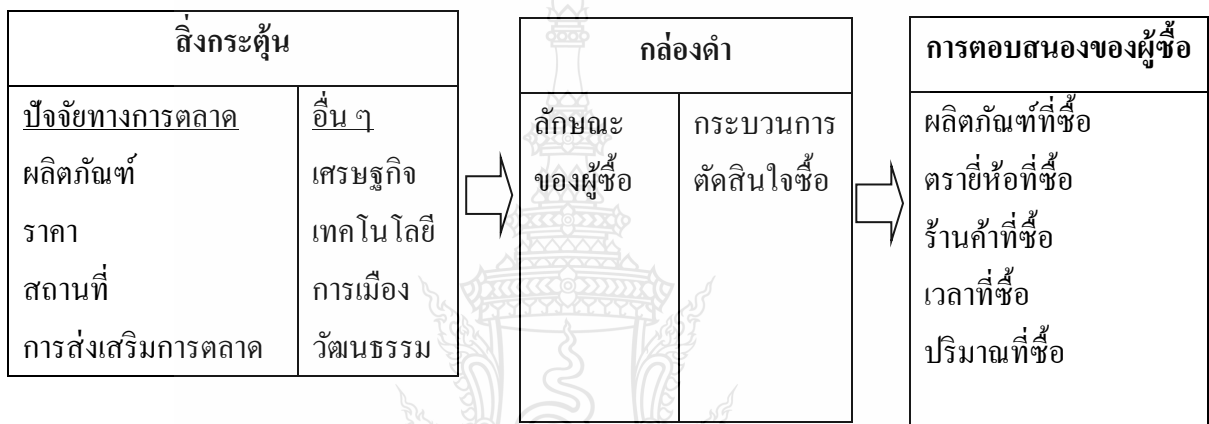 สิ่งกระตุ้น
ปัจจัยทางการตลาด
ผลิตภัณฑ์
ราคา
สถานที่
การส่งเสริมการตลาด
อื่น ๆ
เศรษฐกิจ
เทคโนโลยี
การเมือง
วัฒนธรรม
กล่องดำ
ลักษณะ
ของผู้ซื้อ
กระบวนการ
ตัดสินใจซื้อ
การตอบสนองของผู้ซื้อ
ผลิตภัณฑ์ที่ซื้อ
ตรายี่ห้อที่ซื้อ
ร้านค้าที่ซื้อ
เวลาที่ซื้อ
ปริมาณที่ซื้อ